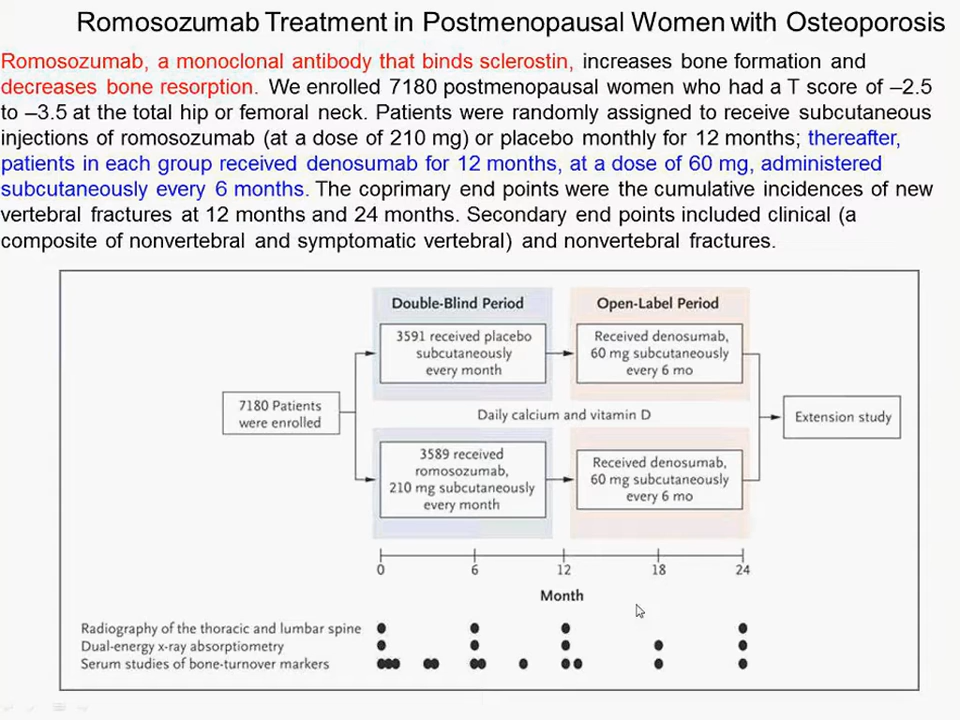 Romosozumab Treatment in Postmenopausal Women with Osteoporosis
Romosozumab, a monoclonal antibody that binds sclerostin, increases bone formation and
decreases bone resorption. We enrolled 7180 postmenopausal women who had a T score of –2.5
to –3.5 at the total hip or femoral neck. Patients were randomly assigned to receive subcutaneous
injections of romosozumab (at a dose of 210 mg) or placebo monthly for 12 months; thereafter,
patients in each group received denosumab for 12 months, at a dose of 60 mg, administered
subcutaneously every 6 months. The coprimary end points were the cumulative incidences of new
vertebral fractures at 12 months and 24 months. Secondary end points included clinical (a
composite of nonvertebral and symptomatic vertebral) and nonvertebral fractures.
Double-Blind Period
Open-Label Period
3591 received placebo
subcutaneously
every month
Received denosumab,
60 mg subcutaneously
every 6 mo
7180 Patients
were enrolled
Daily calcium and vitamin D
Extension study
3589 received
romosozumab,
210 mg subcutaneously
every month
Received denosumab,
60 mg subcutaneously
every 6 mo
0 6 12 18 24
Month
Radiography of the thoracic and lumbar spine
Dual-energy x-ray absorptiometry
Serum studies of bone-turnover markers